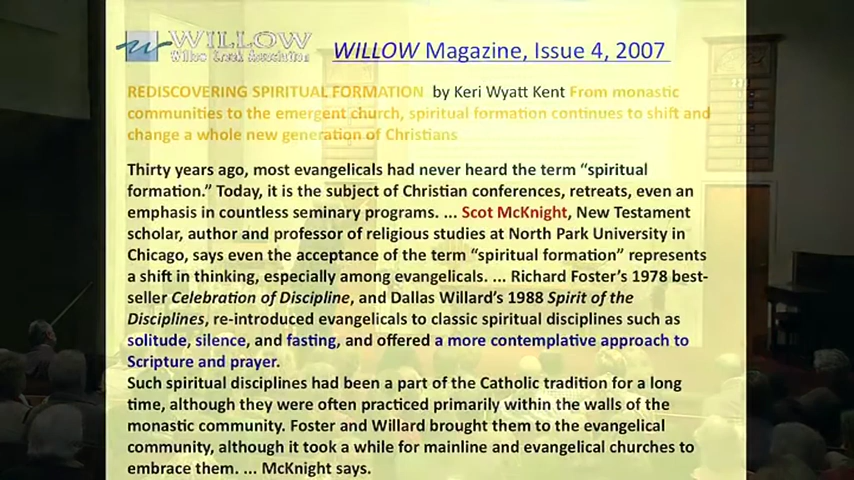 WILLOW
Willow Creek Association
WILLOW Magazine, Issue 4, 2007
REDISCOVERING SPIRITUAL FORMATION by Keri Wyatt Kent From monastic
communities to the emergent church, spiritual formation continues to shift and
change a whole new generation of Christians
Thirty years ago, most evangelicals had never heard the term “spiritual
formation.” Today, it is the subject of Christian conferences, retreats, even an
emphasis in countless seminary programs. ... Scot McKnight, New Testament
scholar, author and professor of religious studies at North Park University in
Chicago, says even the acceptance of the term “spiritual formation” represents
a shift in thinking, especially among evangelicals. ... Richard Foster’s 1978 best-
seller Celebration of Discipline, and Dallas Willard’s 1988 Spirit of the
Disciplines, re-introduced evangelicals to classic spiritual disciplines such as
solitude, silence, and fasting, and offered a more contemplative approach to
Scripture and prayer.
Such spiritual disciplines had been a part of the Catholic tradition for a long
time, although they were often practiced primarily within the walls of the
monastic community. Foster and Willard brought them to the evangelical
community, although it took a while for mainline and evangelical churches to
embrace them. ... McKnight says.